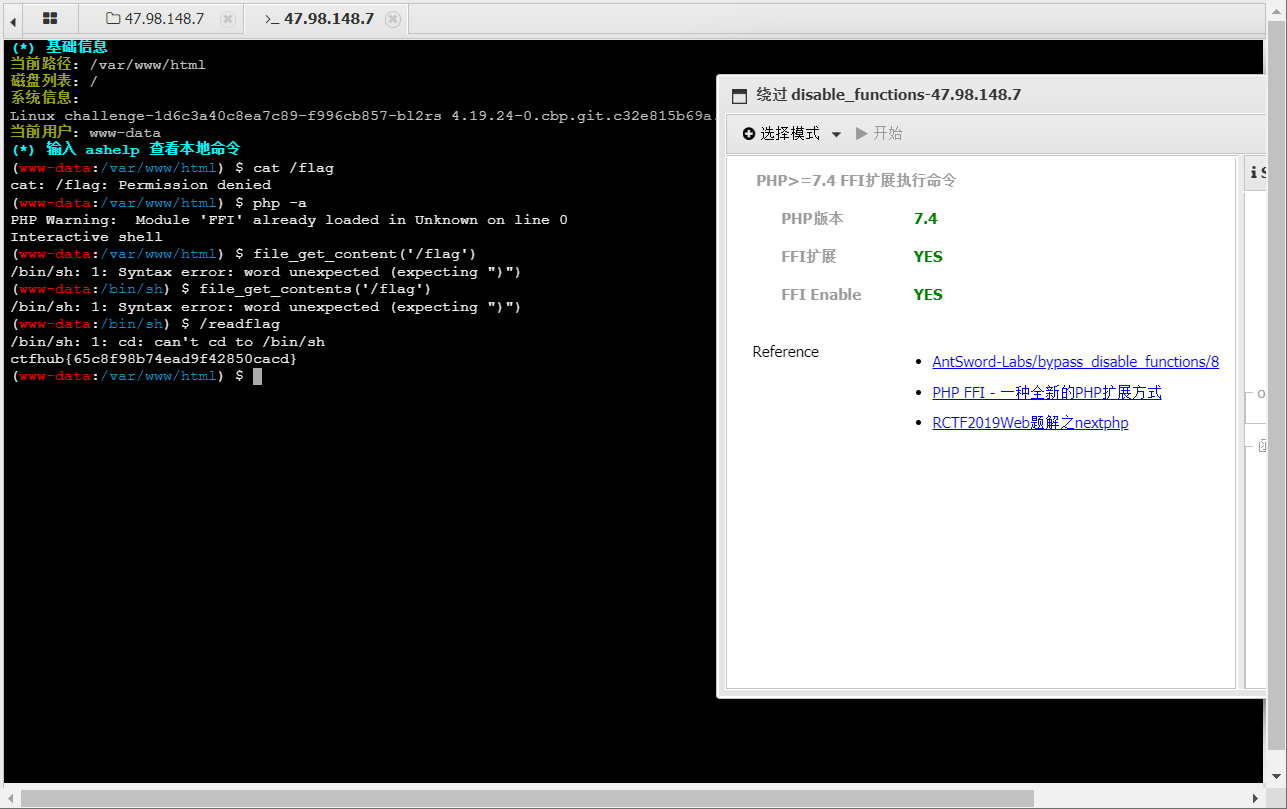 47.98.148.7
>_ 47.98.148.7
(*) 基础信息
当前路径: /var/www/html
磁盘列表: /
系统信息:
Linux challenge-1d6c3a40c8ea7c89-f996cb857-bl2rs 4.19.24-0.cbp.git.c32e815b69a.
当前用户: www-data
(*) 输入 ashelp 查看本地命令
(www-data:/var/www/html) $ cat /flag
cat: /flag: Permission denied
(www-data:/var/www/html) $ php -a
PHP Warning:  Module 'FFI' already loaded in Unknown on line 0
Interactive shell
(www-data:/var/www/html) $ file_get_content('/flag')
/bin/sh: 1: Syntax error: word unexpected (expecting ")")
(www-data:/bin/sh) $ file_get_contents('/flag')
/bin/sh: 1: Syntax error: word unexpected (expecting ")")
(www-data:/bin/sh) $ /readflag
/bin/sh: 1: cd: can't cd to /bin/sh
ctfhub{65c8f98b74ead9f42850cacd}
(www-data:/var/www/html) $
绕过 disable_functions-47.98.148.7
选择模式
开始
PHP>=7.4 FFI扩展执行命令
PHP版本 7.4
FFI扩展 YES
FFI Enable YES
Reference
AntSword-Labs/bypass_disable_functions/8
PHP FFI - 一种全新的PHP扩展方式
RCTF2019Web题解之nextphp